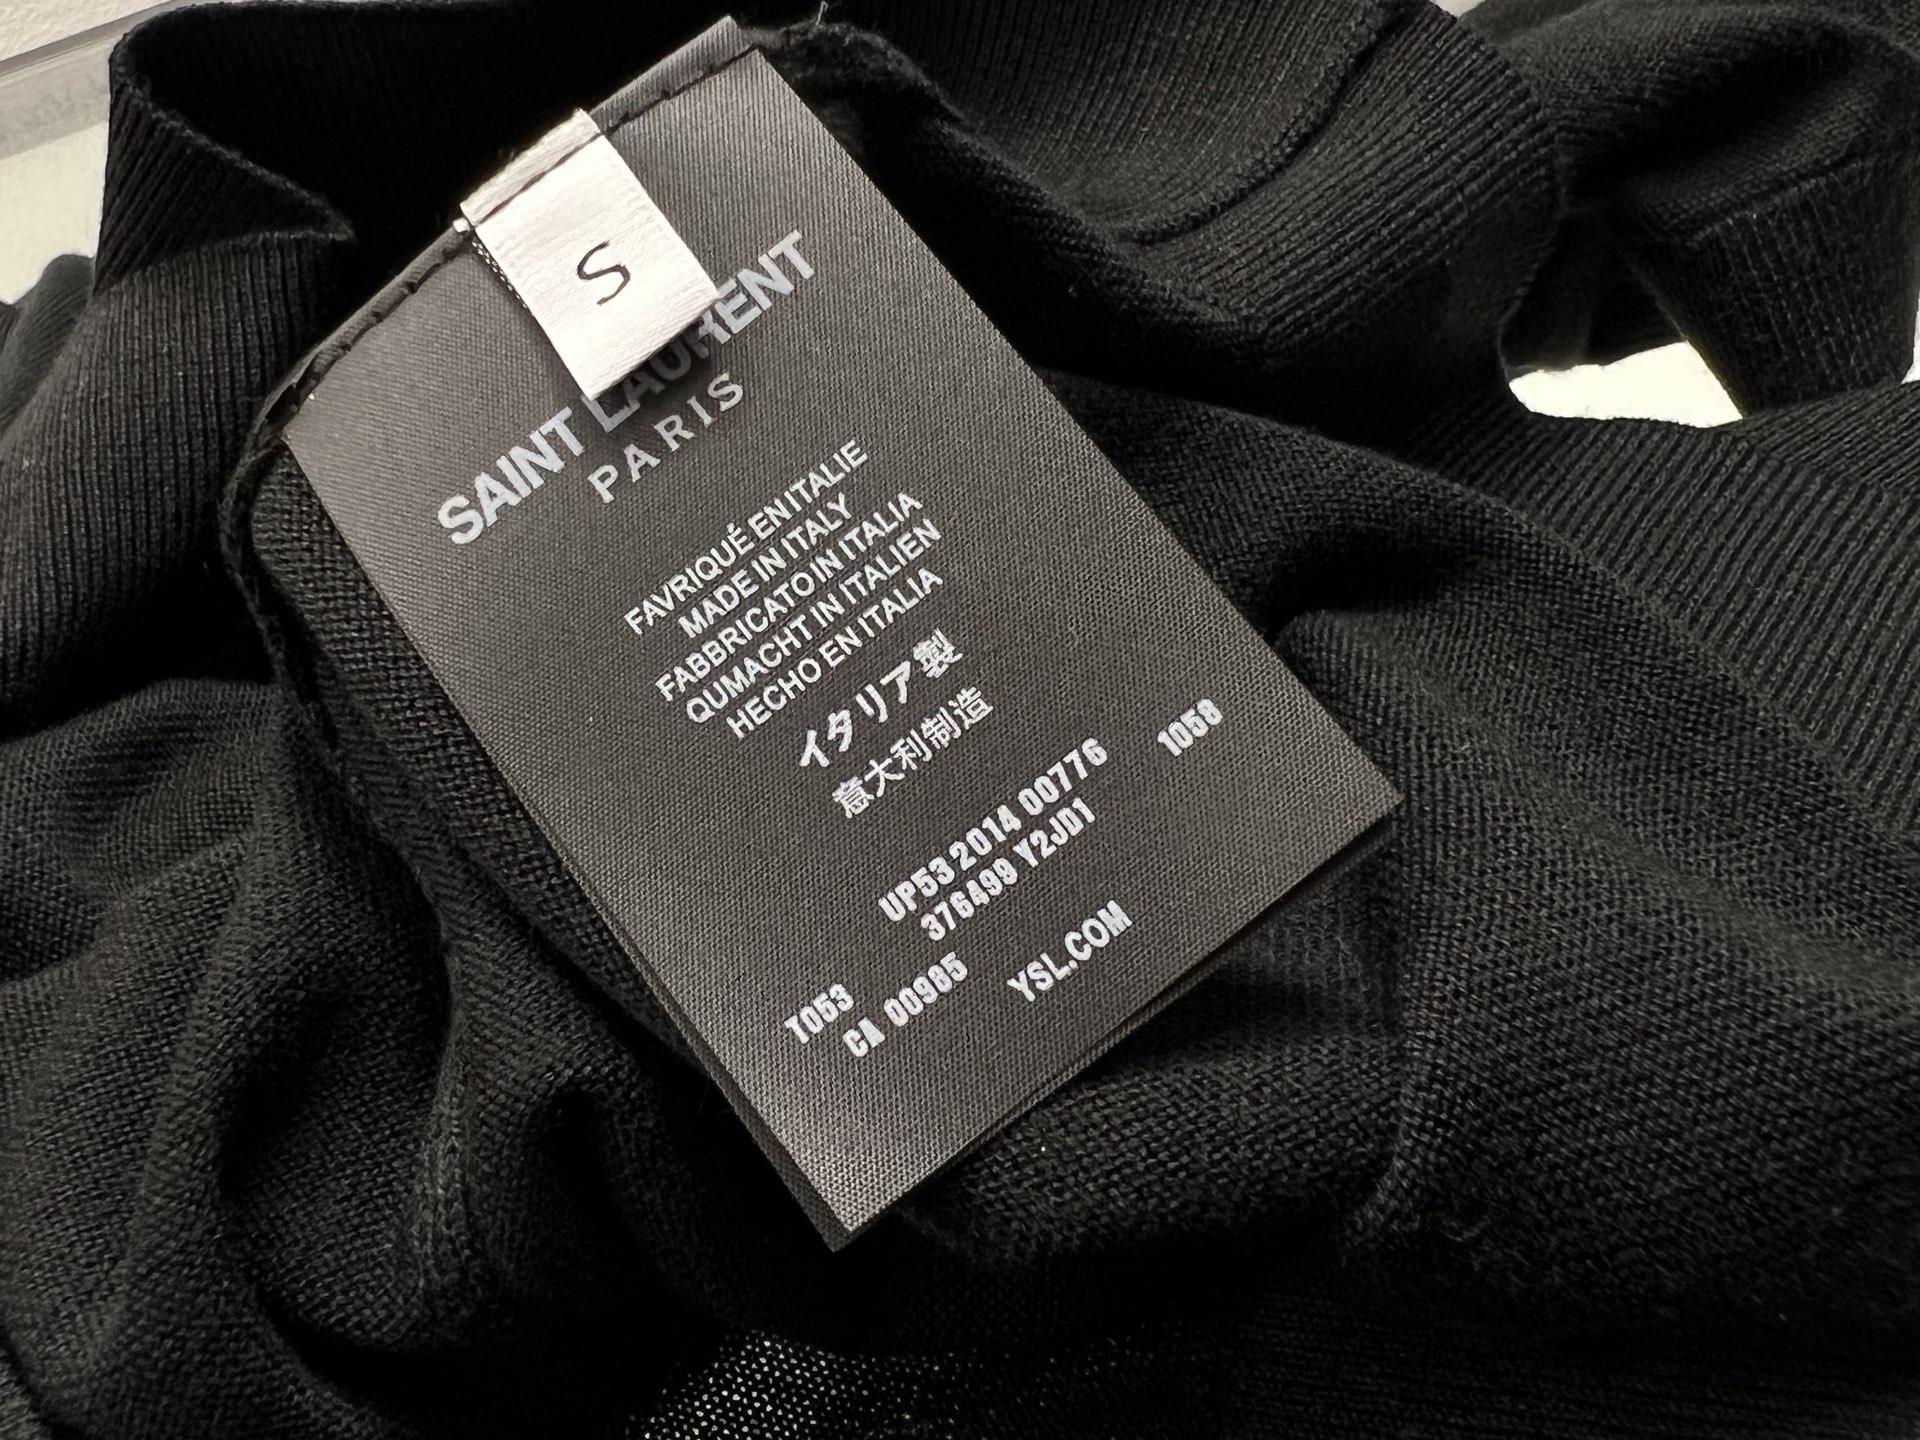 S
SAINT LAURENT
PARIS
FAVRIQUÉ EN ITALIE
MADE IN ITALY
FABBRICATO IN ITALIA
QUMACHT IN ITALIEN
HECHO EN ITALIA
イタリア製
意大利制造
UP53 2014 00776 1058
376499 Y2JD1
T053
CA 00985 YSL.COM